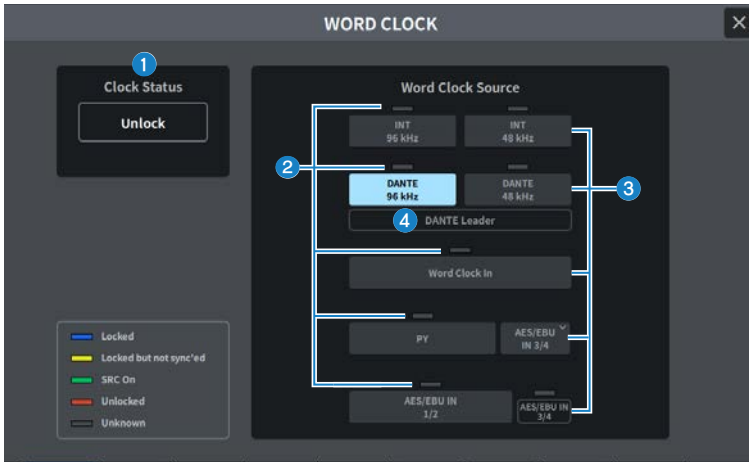 WORD CLOCK
1
Clock Status
Unlock
Word Clock Source
INT
96 kHz
INT
48 kHz
2
DANTE
96 kHz
DANTE
48 kHz
3
4
DANTE Leader
Word Clock In
PY
AES/EBU
IN 3/4
AES/EBU IN
1/2
AES/EBU IN
3/4
Locked
Locked but not sync'ed
SRC On
Unlocked
Unknown